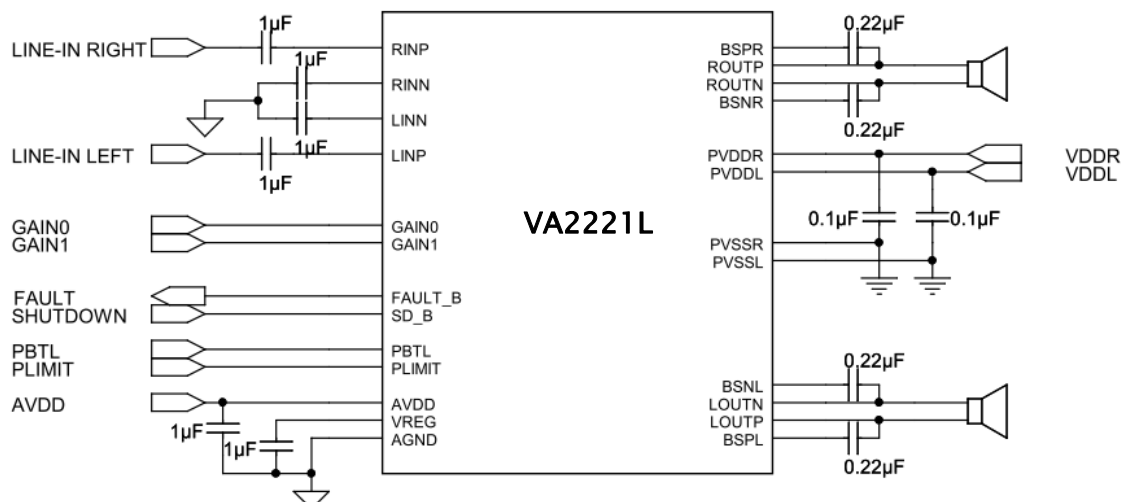 1µF
0.22µF
LINE-IN RIGHT
RINP
BSPR
ROUTP
1µF
RINN
ROUTN
BSNR
LINN
0.22µF
1µF
LINE-IN LEFT
LINP
PVDDR
VDDR
PVDDL
VDDL
1µF
VA2221L
GAIN0
GAIN0
0.1µF
0.1µF
GAIN1
GAIN1
PVSSR
PVSSL
FAULT
FAULT_B
SHUTDOWN
SD_B
PBTL
PBTL
0.22µF
PLIMIT
PLIMIT
BSNL
AVDD
AVDD
LOUTN
1µF
VREG
LOUTP
1µF
AGND
BSPL
0.22µF